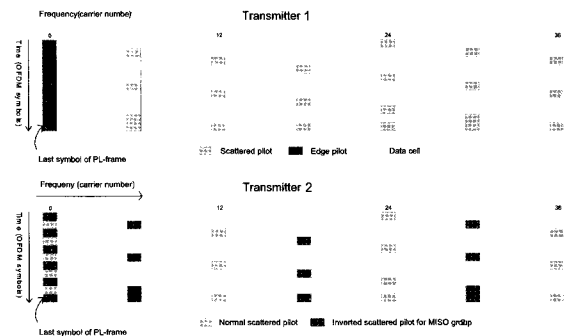 Frequency(carrier number)
Transmitter 1
0
12
24
36
Time (OFDM symbols)
Last symbol of PL-frame
Scattered pilot
Edge pilot
Data cell
Frequeny (carrier number)
Transmitter 2
0
12
24
36
Time (OFDM symbols)
Last symbol of PL-frame
Normal scattered pilot
Inverted scattered pilot for MISO group